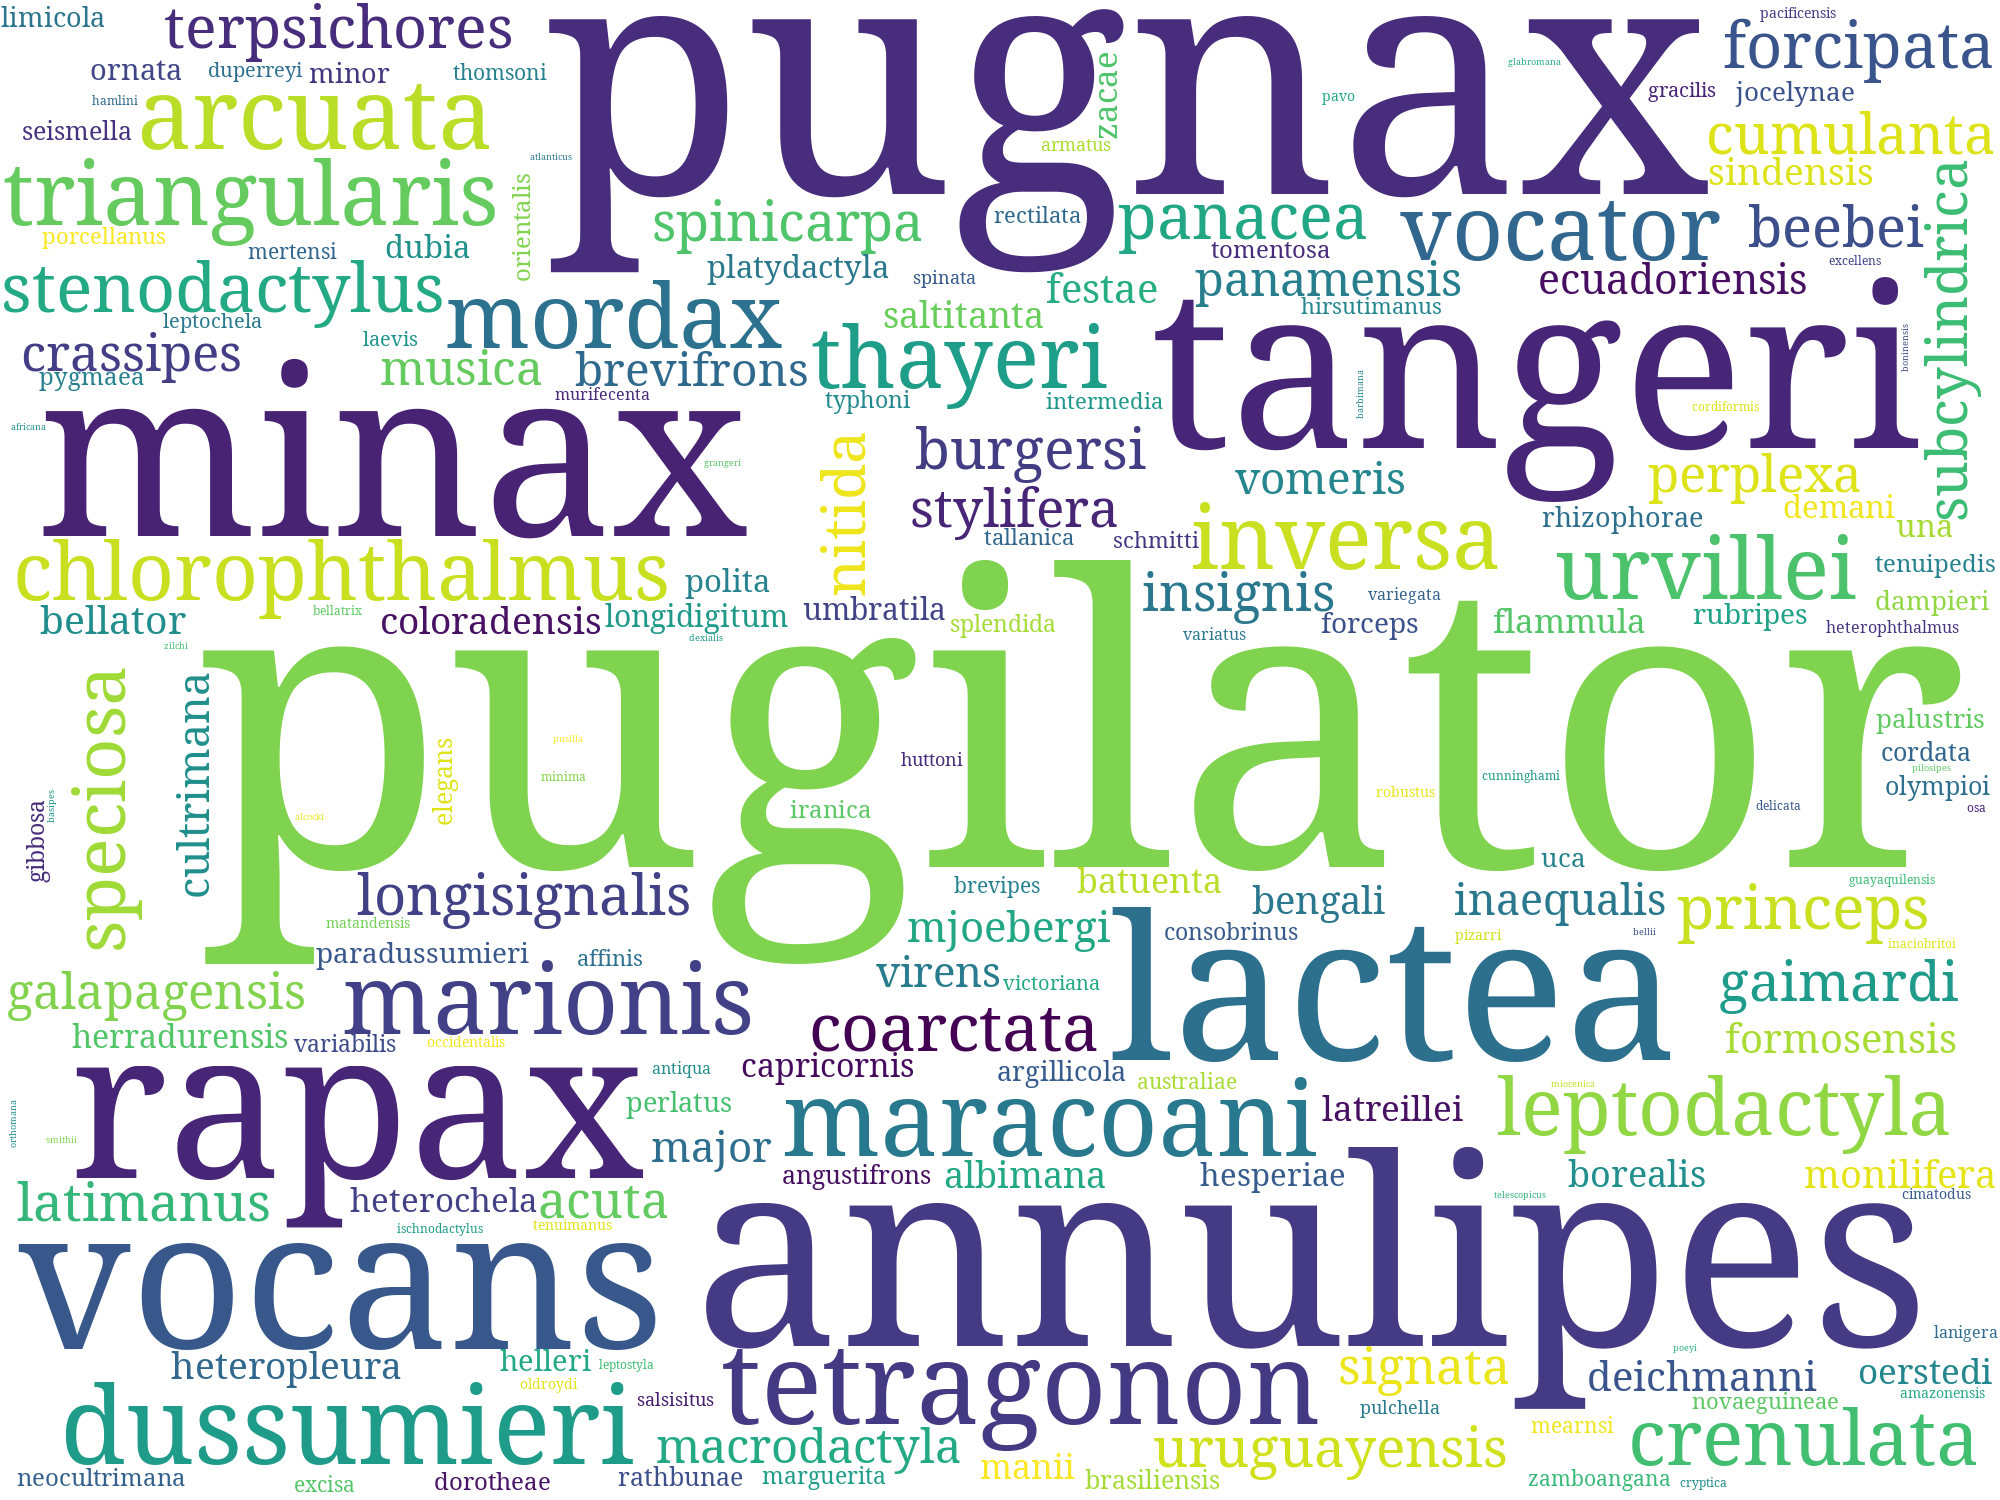 limicola
terpsichores
pugnax
pacificensis
forcipata
ornata
duperreyi
minor
thomsoni
zacae
glabromana
gracilis
jocelynae
hamlini
arcuata
pavo
seismella
armatus
cumulanta
atlanticus
triangularis
orientalis
spinicarpa
rectilata
panacea
vocator
sindensis
beebei
subcylindrica
porcellanus
mertensi
dubia
tomentosa
excellens
stenodactylus
mordax
platydactyla
spinata
festae
panamensis
ecuadoriensis
hirsutimanus
tangeri
leptochela
laevis
saltitanta
boninensis
crassipes
musica
brevifrons
thayeri
pygmaea
murifecenta
typhoni
intermedia
barbimana
cordiformis
africana
minax
grangeri
nitida
burgersi
vomeris
perplexa
stylifera
demani
una
rhizophorae
tallanica
schmitti
inversa
urvillei
chlorophthalmus
polita
insignis
variegata
tenuipedis
dampieri
bellator
bellatrix
coloradensis
longidigitum
umbratila
splendida
variatus
forceps
flammula
rubripes
heterophthalmus
zilchi
dexialis
pugilator
speciosa
cultrimana
elegans
pusilla
minima
huttoni
cunninghami
palustris
cordata
pilosipes
olympioi
gibbosa
basipes
alcocki
iranica
robustus
delicata
osa
uca
longisignalis
brevipes
batuenta
bengali
inaequalis
guayaquilensis
princeps
matandensis
mjoebergi
lactea
consobrinus
pizarri
bellii
inaciobritoi
paradussumieri
affinis
virens
victoriana
gaimardi
galapagensis
marionis
herradurensis
variabilis
occidentalis
coarctata
formosensis
rapax
antiqua
capricornis
argillicola
australiae
miocenica
orthomana
smithii
perlatus
maracoani
latreillei
leptodactyla
major
angustifrons
albimana
hesperiae
borealis
monilifera
latimanus
heterochela
acuta
annulipes
telescopicus
cimatodus
ischnodactylus
tenuimanus
vocans
lanigera
heteropleura
helleri
leptostyla
poeyi
oldroydi
salsisitus
tetragonon
signata
deichmanni
oerstedi
amazonensis
dussumieri
pulchella
novaeguineae
macrodactyla
uruguayensis
mearnsi
crenulata
neocultrimana
excisa
dorotheae
rathbunae
marguerita
manii
brasiliensis
zamboangana
cryptica